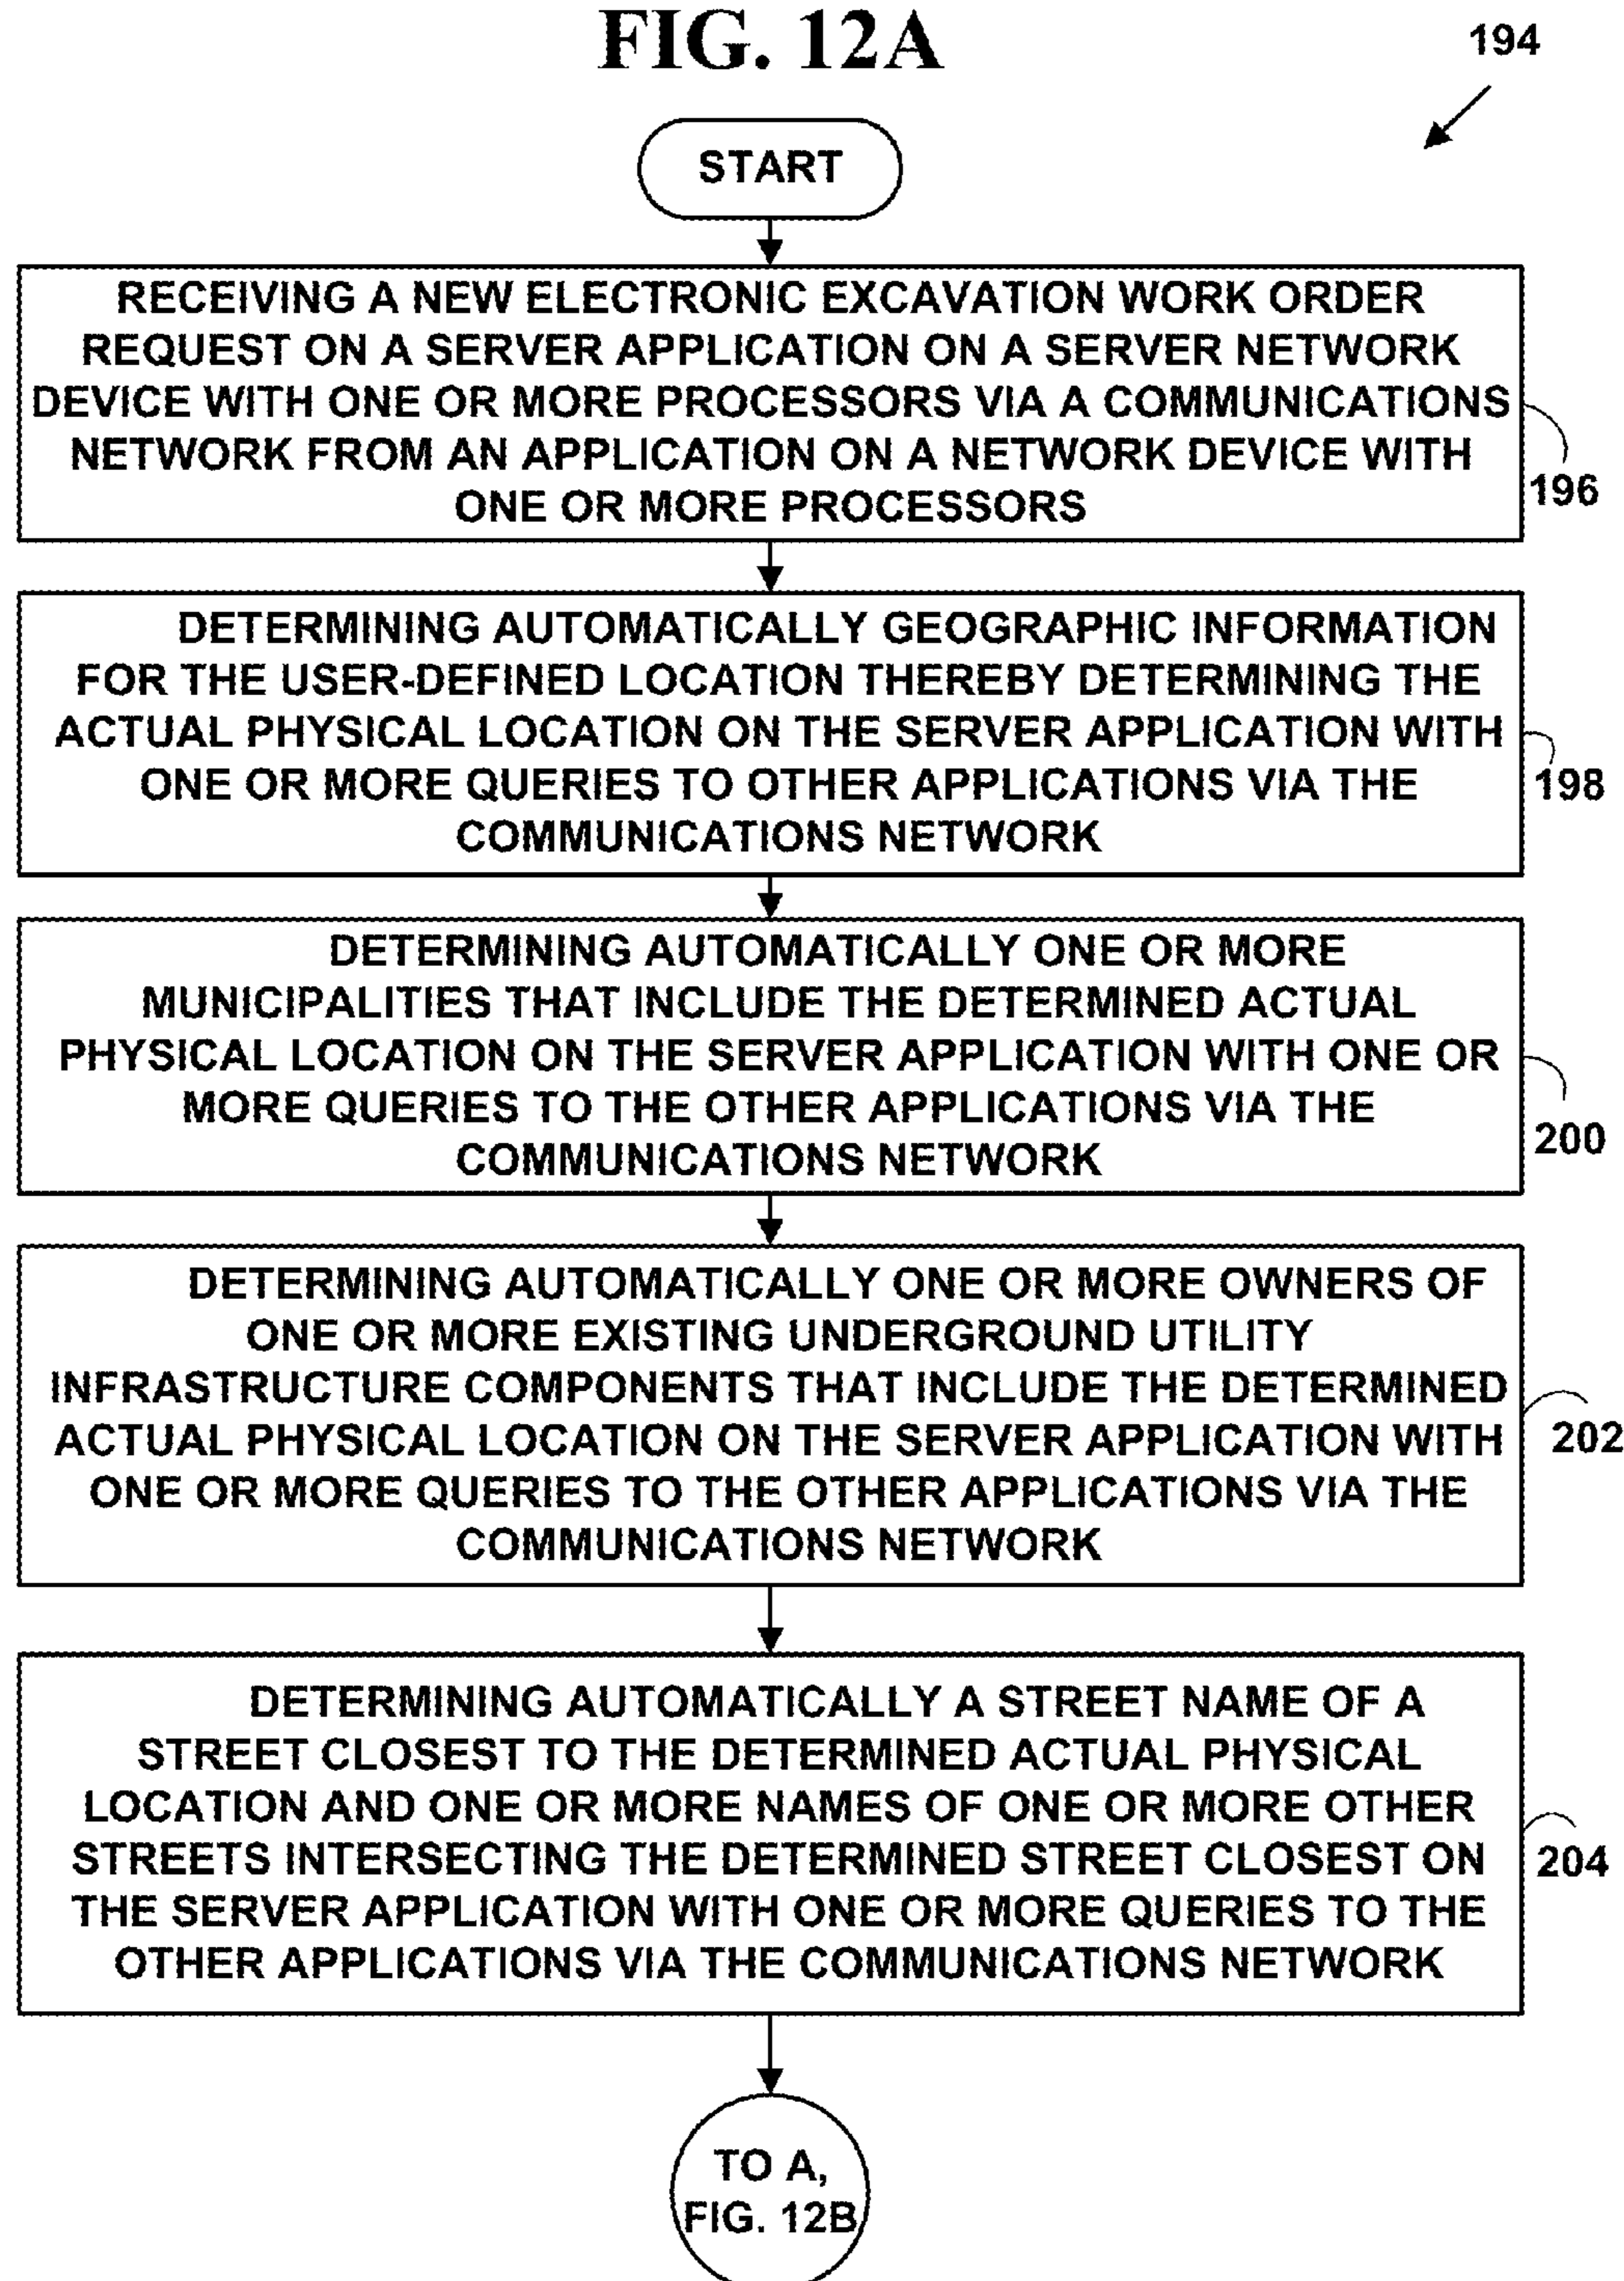 FIG. 12A
194
START
RECEIVING A NEW ELECTRONIC EXCAVATION WORK ORDER
REQUEST ON A SERVER APPLICATION ON A SERVER NETWORK
DEVICE WITH ONE OR MORE PROCESSORS VIA A COMMUNICATIONS
NETWORK FROM AN APPLICATION ON A NETWORK DEVICE WITH
ONE OR MORE PROCESSORS
196
DETERMINING AUTOMATICALLY GEOGRAPHIC INFORMATION
FOR THE USER-DEFINED LOCATION THEREBY DETERMINING THE
ACTUAL PHYSICAL LOCATION ON THE SERVER APPLICATION WITH
ONE OR MORE QUERIES TO OTHER APPLICATIONS VIA THE
COMMUNICATIONS NETWORK
198
DETERMINING AUTOMATICALLY ONE OR MORE
MUNICIPALITIES THAT INCLUDE THE DETERMINED ACTUAL
PHYSICAL LOCATION ON THE SERVER APPLICATION WITH ONE OR
MORE QUERIES TO THE OTHER APPLICATIONS VIA THE
COMMUNICATIONS NETWORK
200
DETERMINING AUTOMATICALLY ONE OR MORE OWNERS OF
ONE OR MORE EXISTING UNDERGROUND UTILITY
INFRASTRUCTURE COMPONENTS THAT INCLUDE THE DETERMINED
ACTUAL PHYSICAL LOCATION ON THE SERVER APPLICATION WITH
ONE OR MORE QUERIES TO THE OTHER APPLICATIONS VIA THE
COMMUNICATIONS NETWORK
202
DETERMINING AUTOMATICALLY A STREET NAME OF A
STREET CLOSEST TO THE DETERMINED ACTUAL PHYSICAL
LOCATION AND ONE OR MORE NAMES OF ONE OR MORE OTHER
STREETS INTERSECTING THE DETERMINED STREET CLOSEST ON
THE SERVER APPLICATION WITH ONE OR MORE QUERIES TO THE
OTHER APPLICATIONS VIA THE COMMUNICATIONS NETWORK
204
TO A,
FIG. 12B